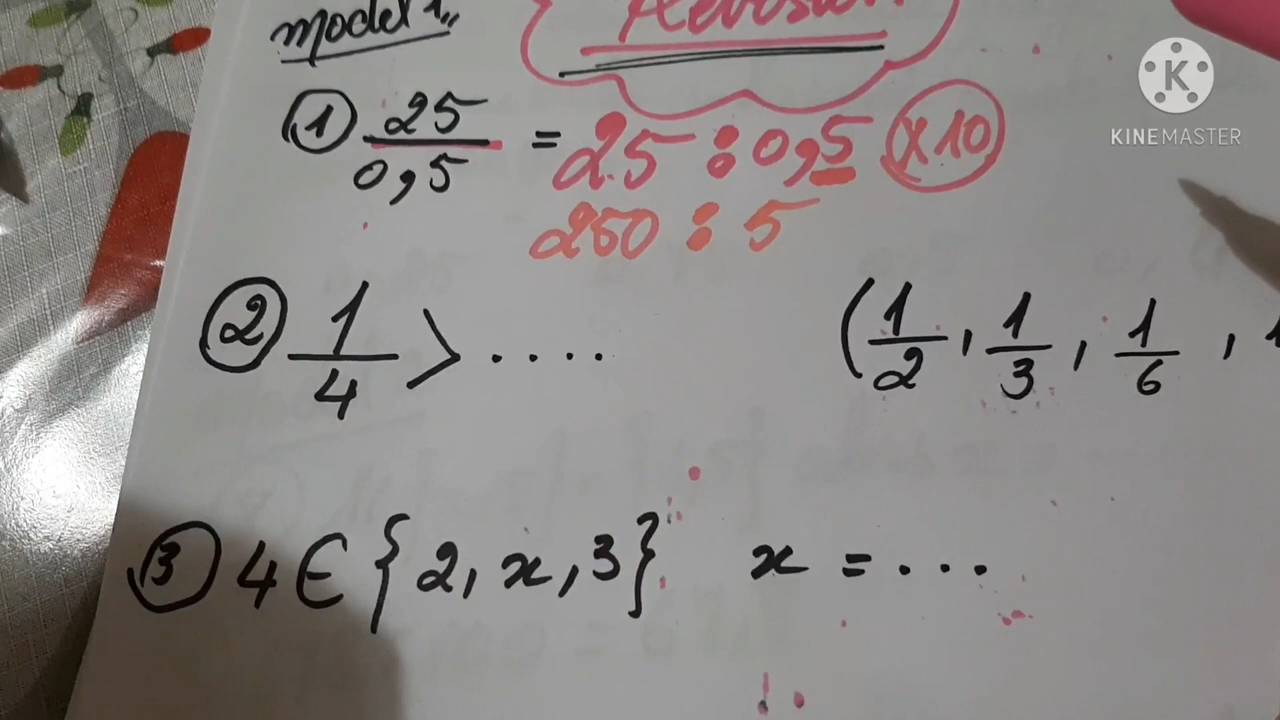 model 1,,
Revision
① 25/0,5 = 25 : 0,5 ×10
250 : 5
② 1/4 > .... (1/2, 1/3, 1/6,
③ 4 ∈ {2, x, 3} x = ...
K
KINEMASTER